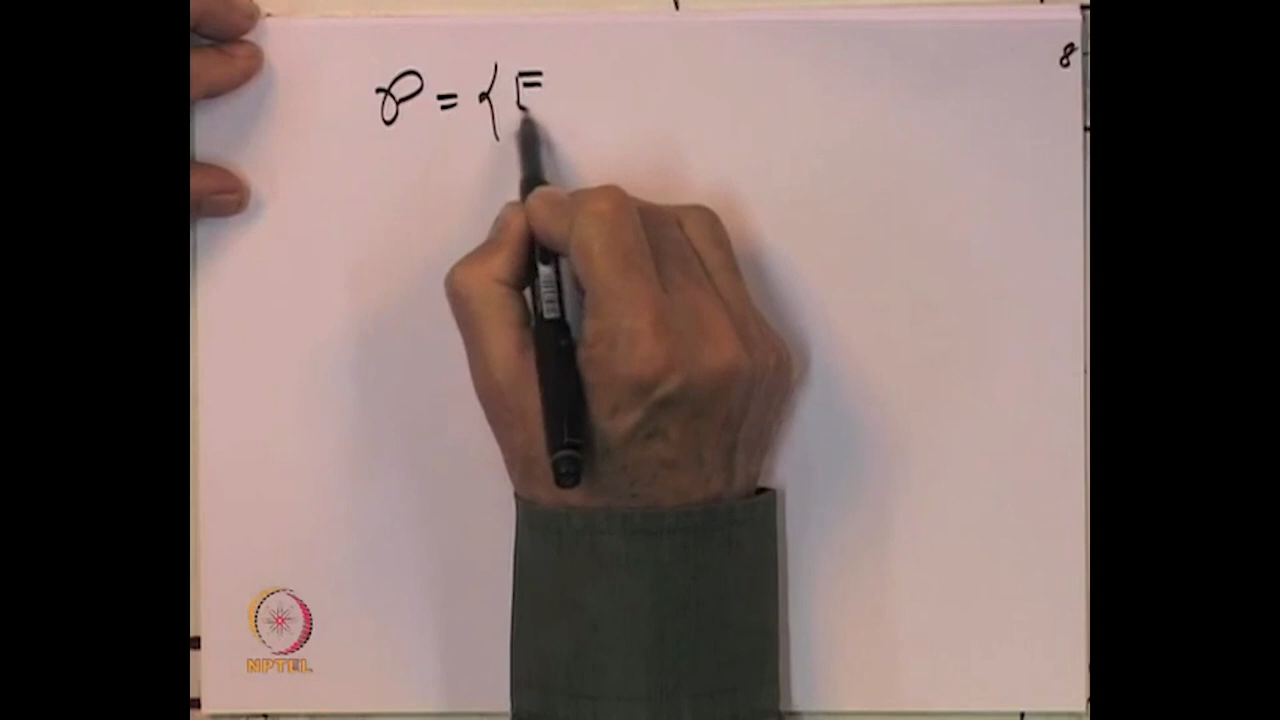 8
𝒫 = { E
NPTEL